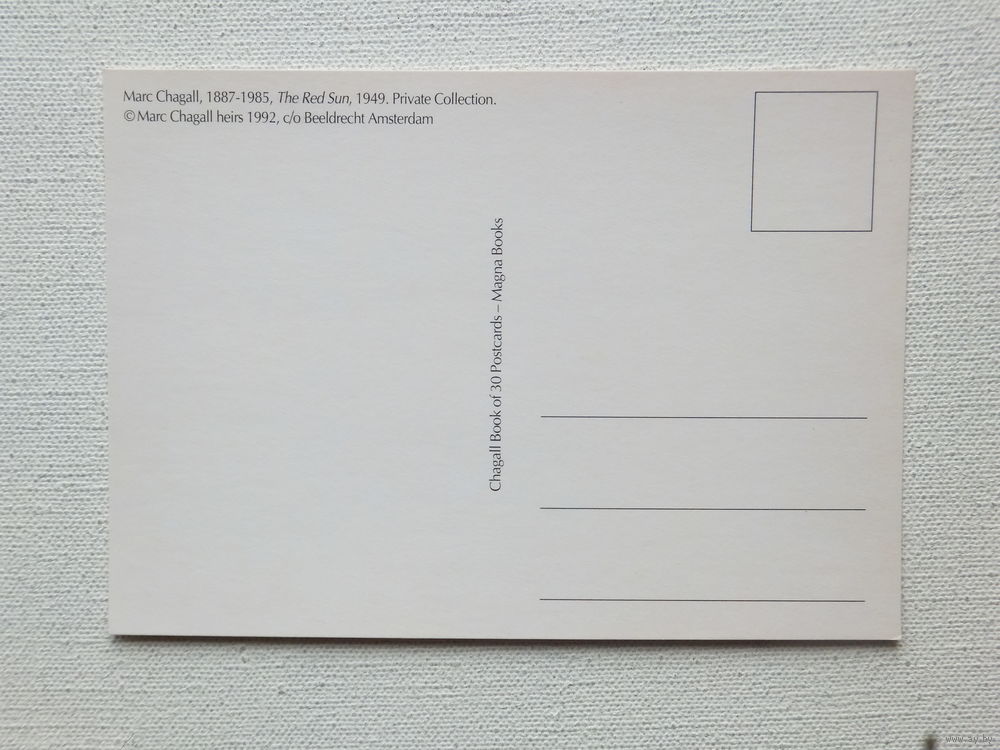 Marc Chagall, 1887-1985, The Red Sun, 1949. Private Collection.
© Marc Chagall heirs 1992, c/o Beeldrecht Amsterdam
Chagall Book of 30 Postcards – Magna Books